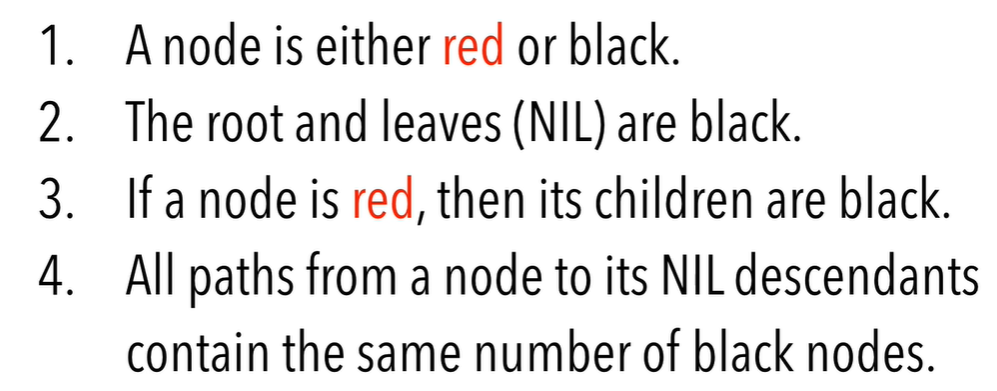 1. A node is either red or black.
2. The root and leaves (NIL) are black.
3. If a node is red, then its children are black.
4. All paths from a node to its NIL descendants
contain the same number of black nodes.